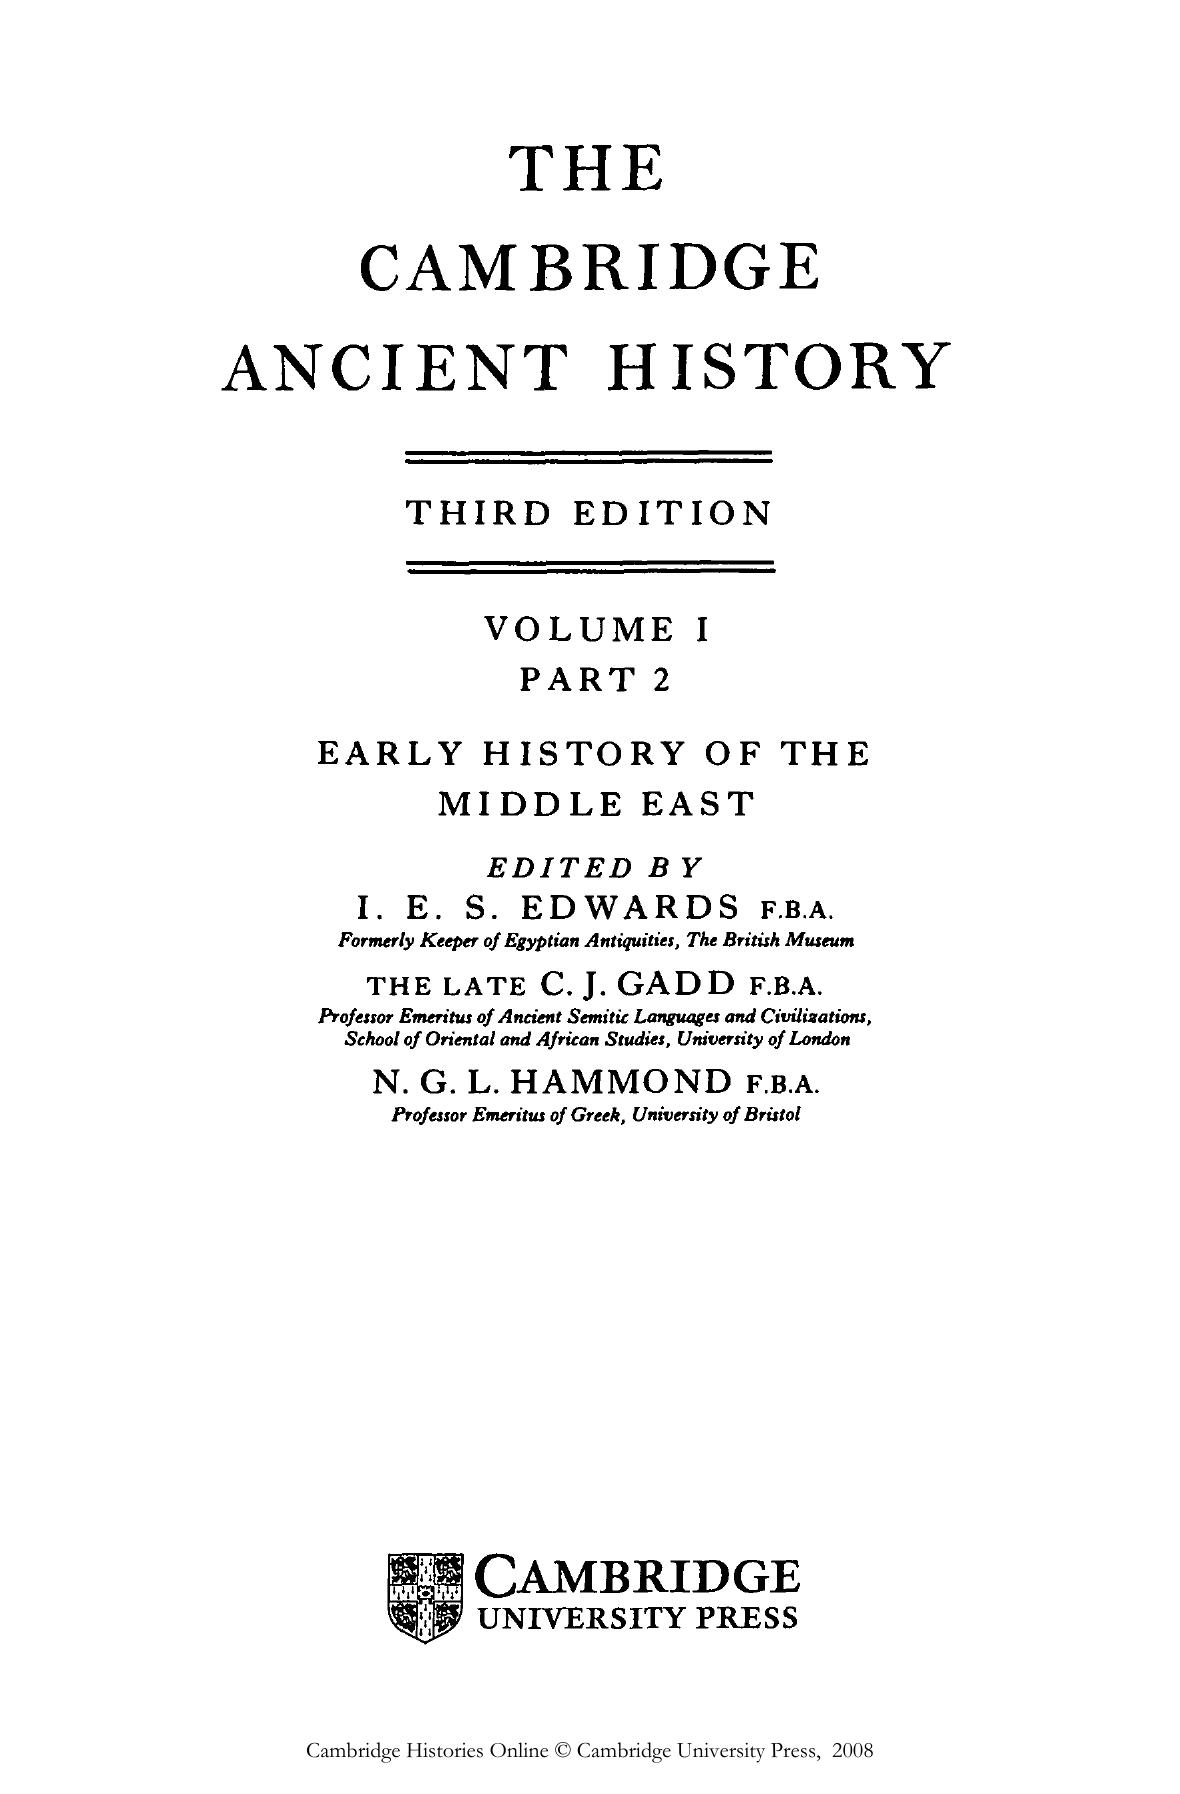 THE
CAMBRIDGE
ANCIENT HISTORY
THIRD EDITION
VOLUME I
PART 2
EARLY HISTORY OF THE
MIDDLE EAST
EDITED BY
I. E. S. EDWARDS F.B.A.
Formerly Keeper of Egyptian Antiquities, The British Museum
THE LATE C. J. GADD F.B.A.
Professor Emeritus of Ancient Semitic Languages and Civilizations,
School of Oriental and African Studies, University of London
N. G. L. HAMMOND F.B.A.
Professor Emeritus of Greek, University of Bristol
CAMBRIDGE
UNIVERSITY PRESS
Cambridge Histories Online © Cambridge University Press, 2008